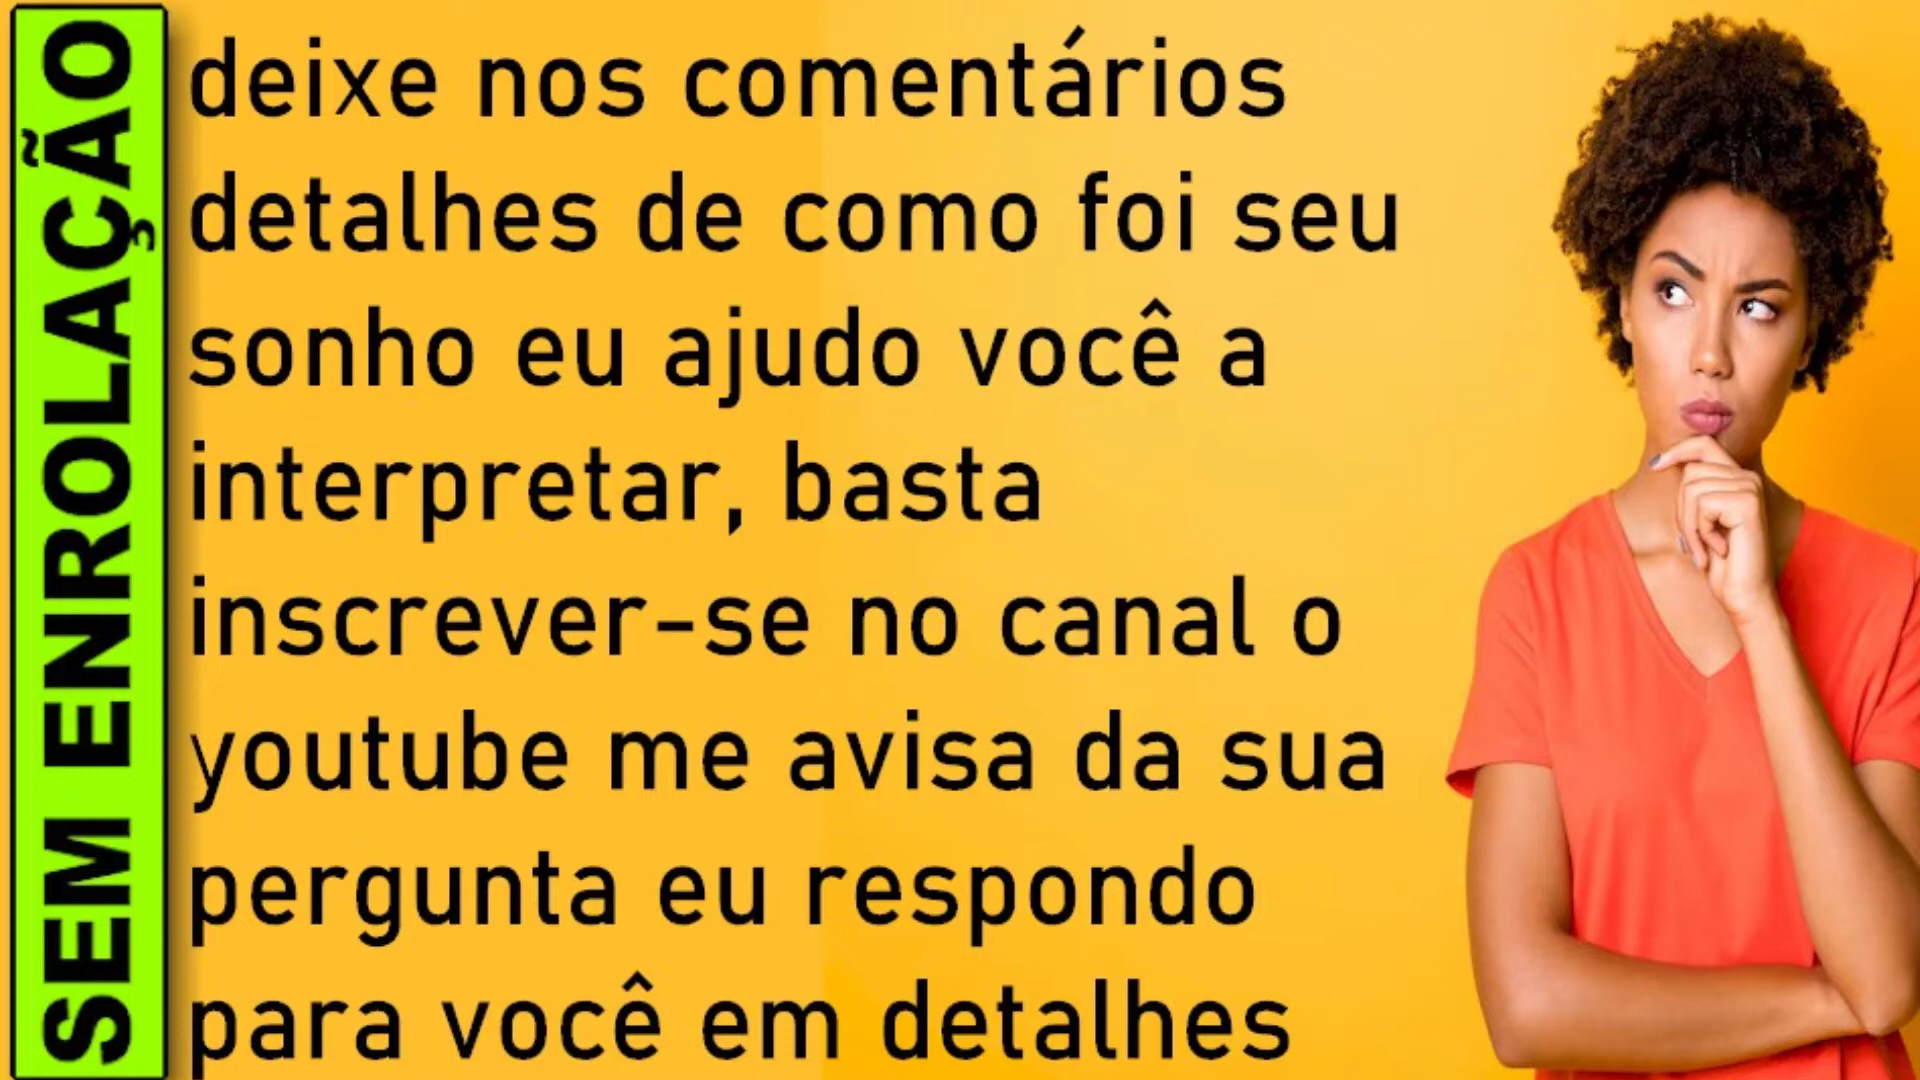 SEM ENROLAÇÃO
deixe nos comentários
detalhes de como foi seu
sonho eu ajudo você a
interpretar, basta
inscrever-se no canal o
youtube me avisa da sua
pergunta eu respondo
para você em detalhes